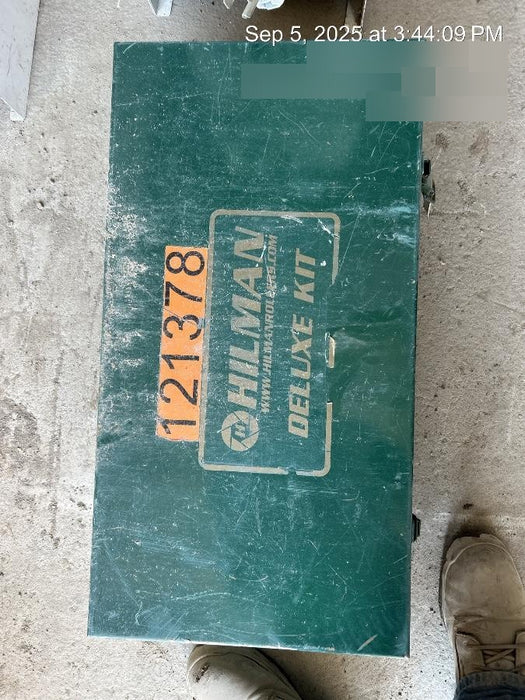 Sep 5, 2025 at 3:44:09 PM
121378
HILMAN
WWW.HILMANROLLERS.COM
DELUXE KIT